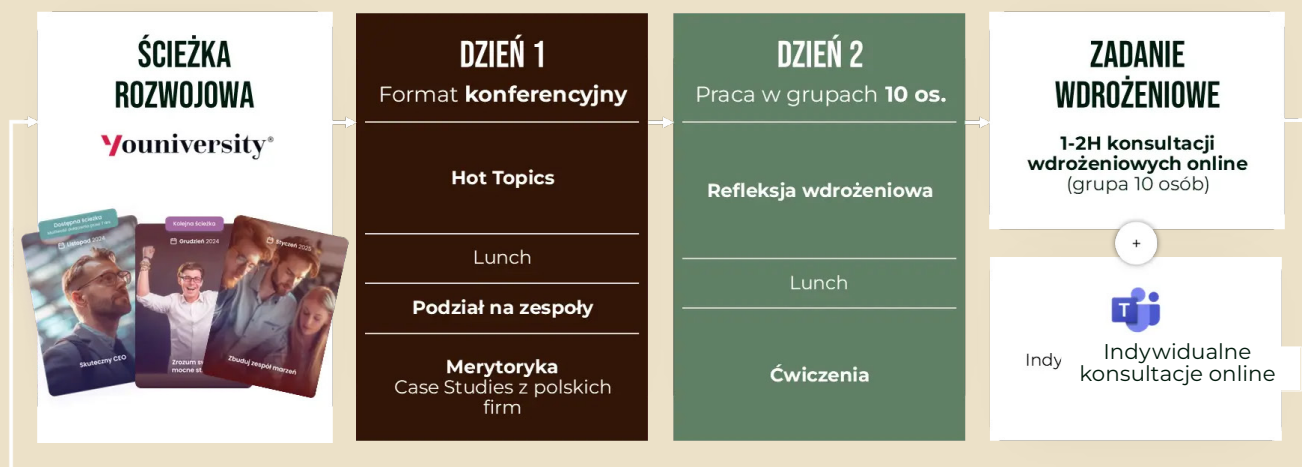 ŚCIEŻKA
ROZWOJOWA
Youniversity®
Dostępna ścieżka
Listopad 2024
Skuteczny CEO
Kolejna ścieżka
Grudzień 2024
Zrozum
mocne
Styczeń 2025
Zbuduj zespół marzeń
DZIEŃ 1
Format konferencyjny
Hot Topics
Lunch
Podział na zespoły
Merytoryka
Case Studies z polskich
firm
DZIEŃ 2
Praca w grupach 10 os.
Refleksja wdrożeniowa
Lunch
Ćwiczenia
ZADANIE
WDROŻENIOWE
1-2H konsultacji
wdrożeniowych online
(grupa 10 osób)
+
T
Indy
Indywidualne
konsultacje online